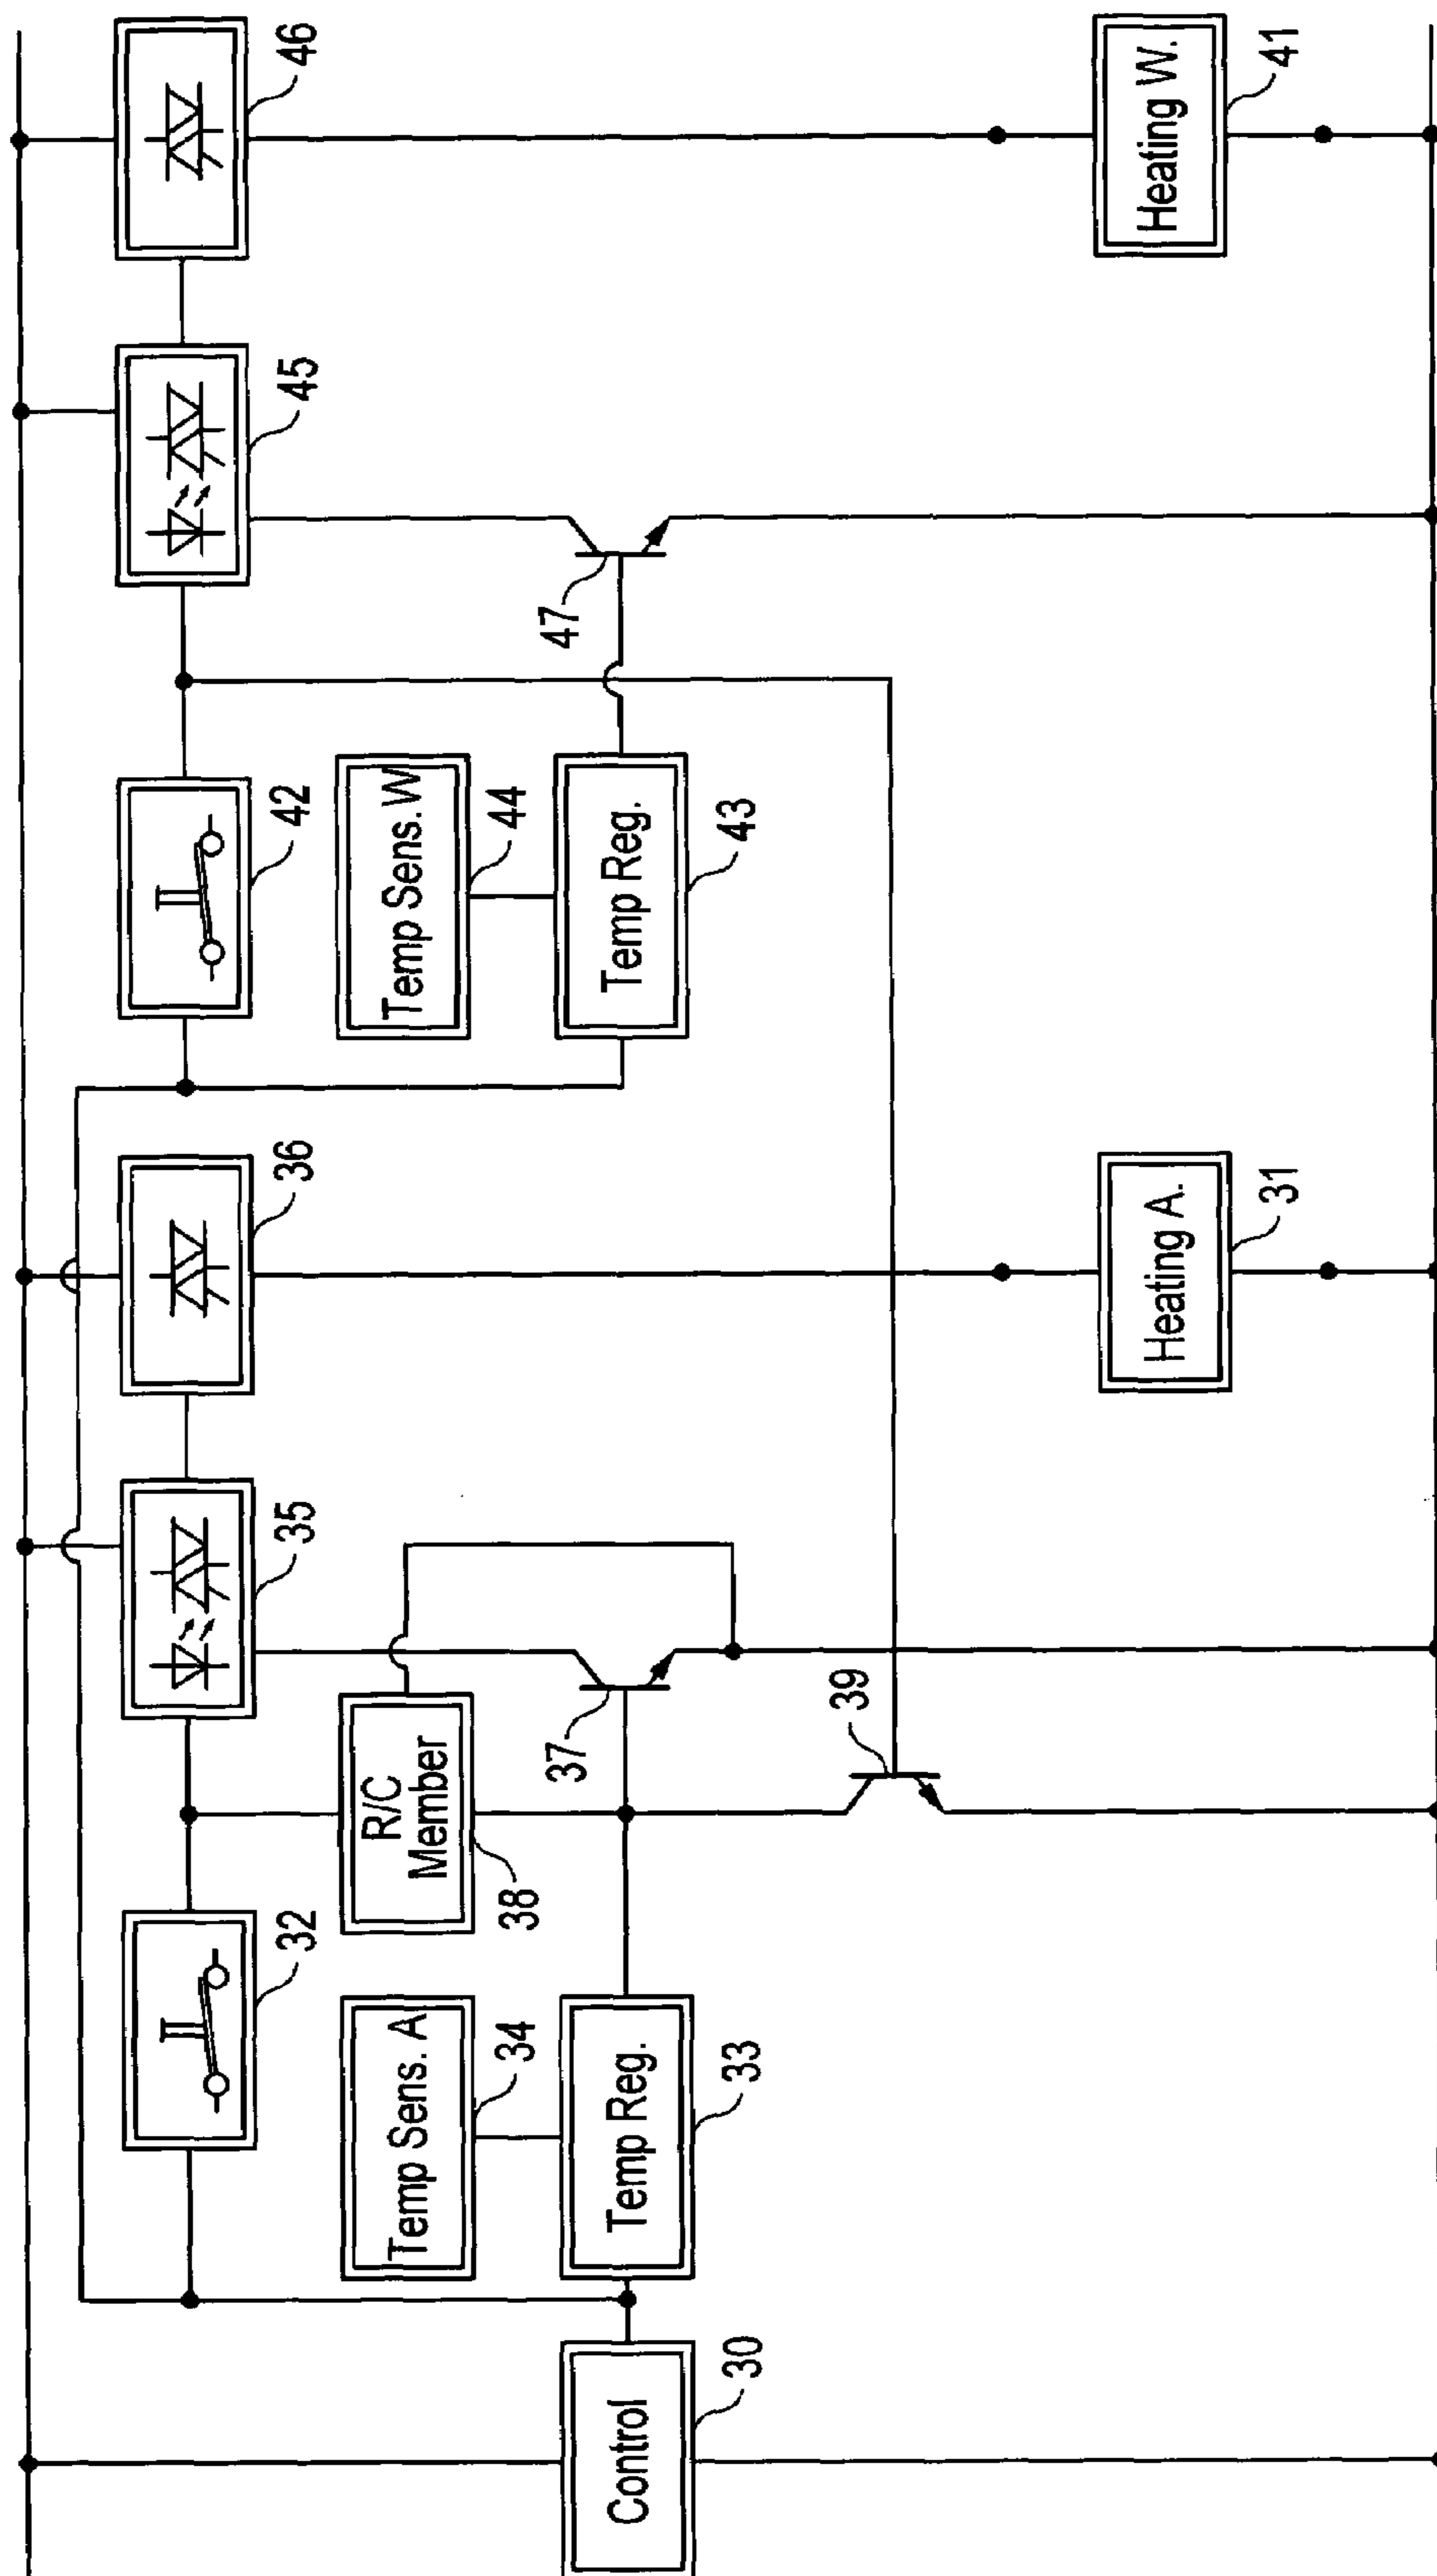 46
45
42
36
35
32
Temp Sens. W
44
Temp Reg.
43
47
R/C
Member
38
37
Temp Sens. A
34
Temp Reg.
33
Control
30
39
Heating A.
31
Heating W.
41